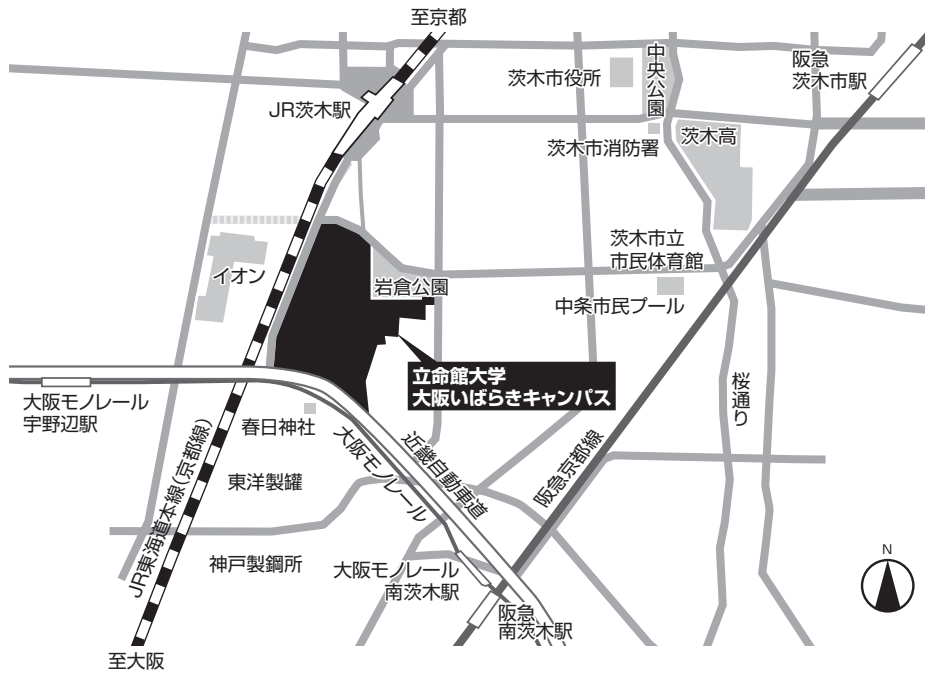 至京都
JR茨木駅
茨木市役所
中央公園
阪急
茨木市駅
茨木市消防署
茨木高
イオン
岩倉公園
茨木市立
市民体育館
中条市民プール
立命館大学
大阪いばらきキャンパス
大阪モノレール
宇野辺駅
春日神社
東洋製罐
神戸製鋼所
JR東海道本線(京都線)
大阪モノレール
近畿自動車道
阪急京都線
桜通り
大阪モノレール
南茨木駅
阪急
南茨木駅
至大阪
N